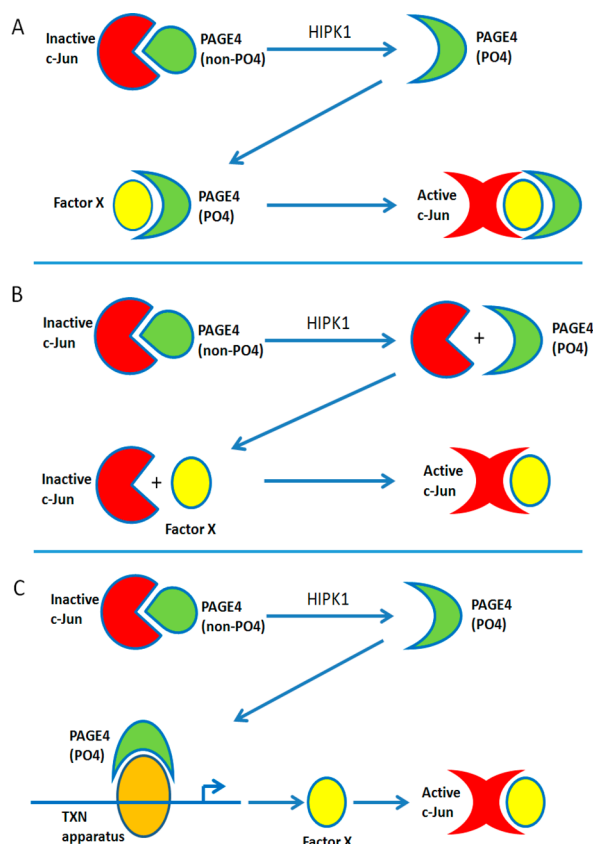 A
Inactive
c-Jun
PAGE4
(non-PO4)
HIPK1
PAGE4
(PO4)
Factor X
PAGE4
(PO4)
Active
c-Jun
B
Inactive
c-Jun
PAGE4
(non-PO4)
HIPK1
+
PAGE4
(PO4)
Inactive
c-Jun
+
Factor X
Active
c-Jun
C
Inactive
c-Jun
PAGE4
(non-PO4)
HIPK1
PAGE4
(PO4)
PAGE4
(PO4)
TXN
apparatus
Factor X
Active
c-Jun